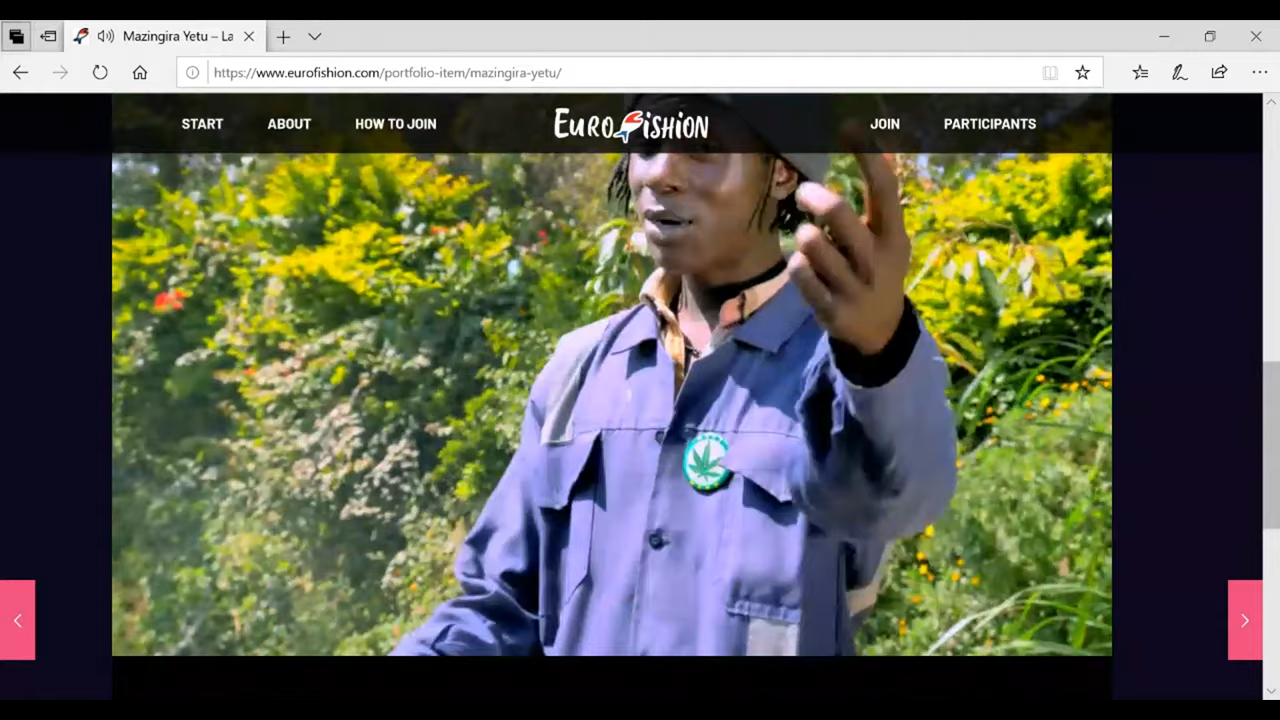 Mazingira Yetu – La
https://www.eurofishion.com/portfolio-item/mazingira-yetu/
START ABOUT HOW TO JOIN EUROFISHION JOIN PARTICIPANTS